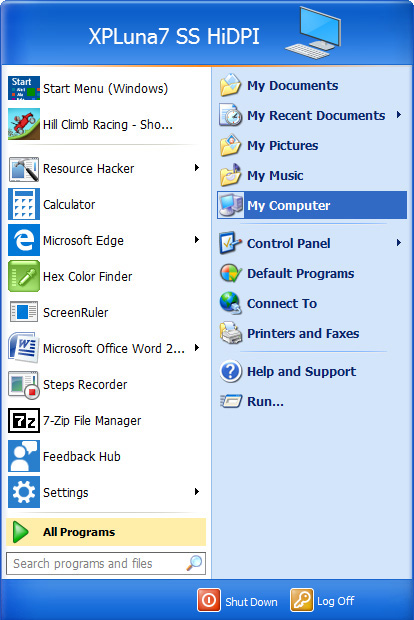 XPLuna7 SS HiDPI
Start
Start Menu (Windows)
Hill Climb Racing - Sho...
Resource Hacker
Calculator
Microsoft Edge
Hex Color Finder
ScreenRuler
Microsoft Office Word 2...
Steps Recorder
7z
7-Zip File Manager
Feedback Hub
Settings
All Programs
Search programs and files
My Documents
My Recent Documents
My Pictures
My Music
My Computer
Control Panel
Default Programs
Connect To
Printers and Faxes
Help and Support
Run...
Shut Down
Log Off